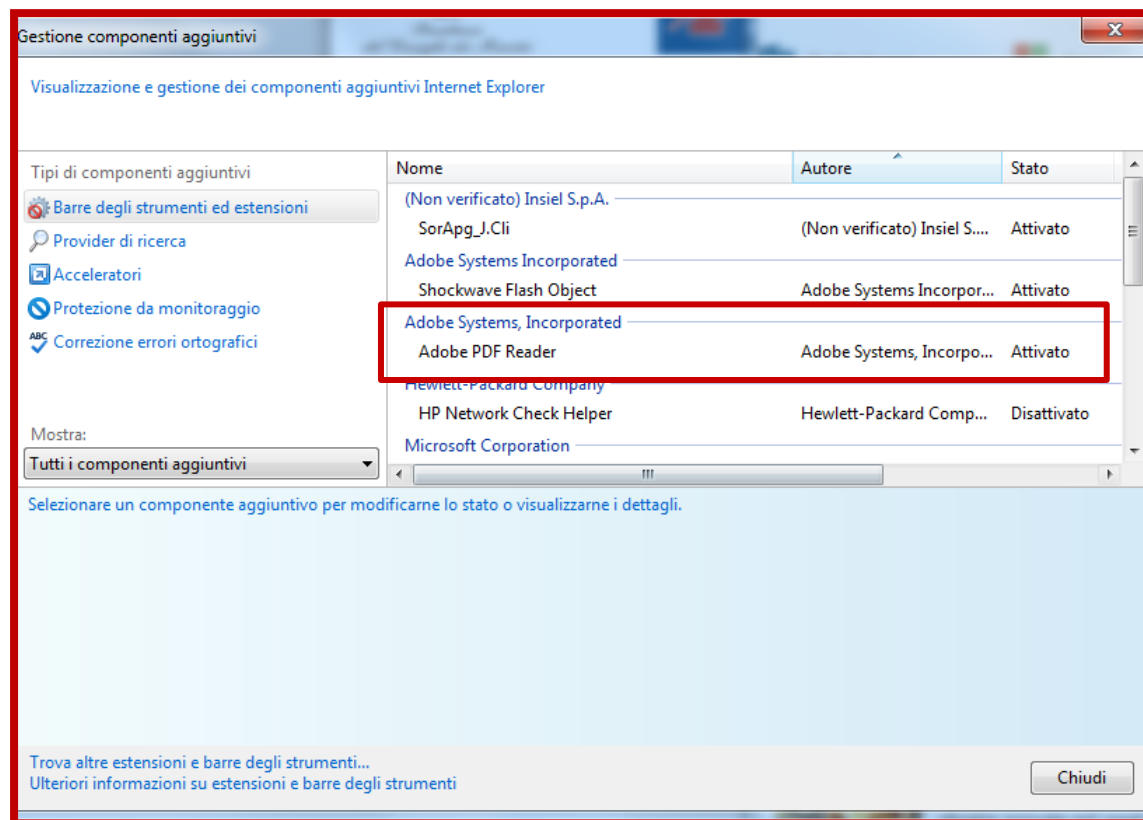 Gestione componenti aggiuntivi
Visualizzazione e gestione dei componenti aggiuntivi Internet Explorer
Tipi di componenti aggiuntivi
Barre degli strumenti ed estensioni
Provider di ricerca
Acceleratori
Protezione da monitoraggio
ABC Correzione errori ortografici
Mostra:
Tutti i componenti aggiuntivi
Nome Autore Stato
(Non verificato) Insiel S.p.A.
SorApg_J.Cli (Non verificato) Insiel S.... Attivato
Adobe Systems Incorporated
Shockwave Flash Object Adobe Systems Incorpor... Attivato
Adobe Systems, Incorporated
Adobe PDF Reader Adobe Systems, Incorpo... Attivato
Hewlett-Packard Company
HP Network Check Helper Hewlett-Packard Comp... Disattivato
Microsoft Corporation
Selezionare un componente aggiuntivo per modificarne lo stato o visualizzarne i dettagli.
Trova altre estensioni e barre degli strumenti...
Ulteriori informazioni su estensioni e barre degli strumenti
Chiudi